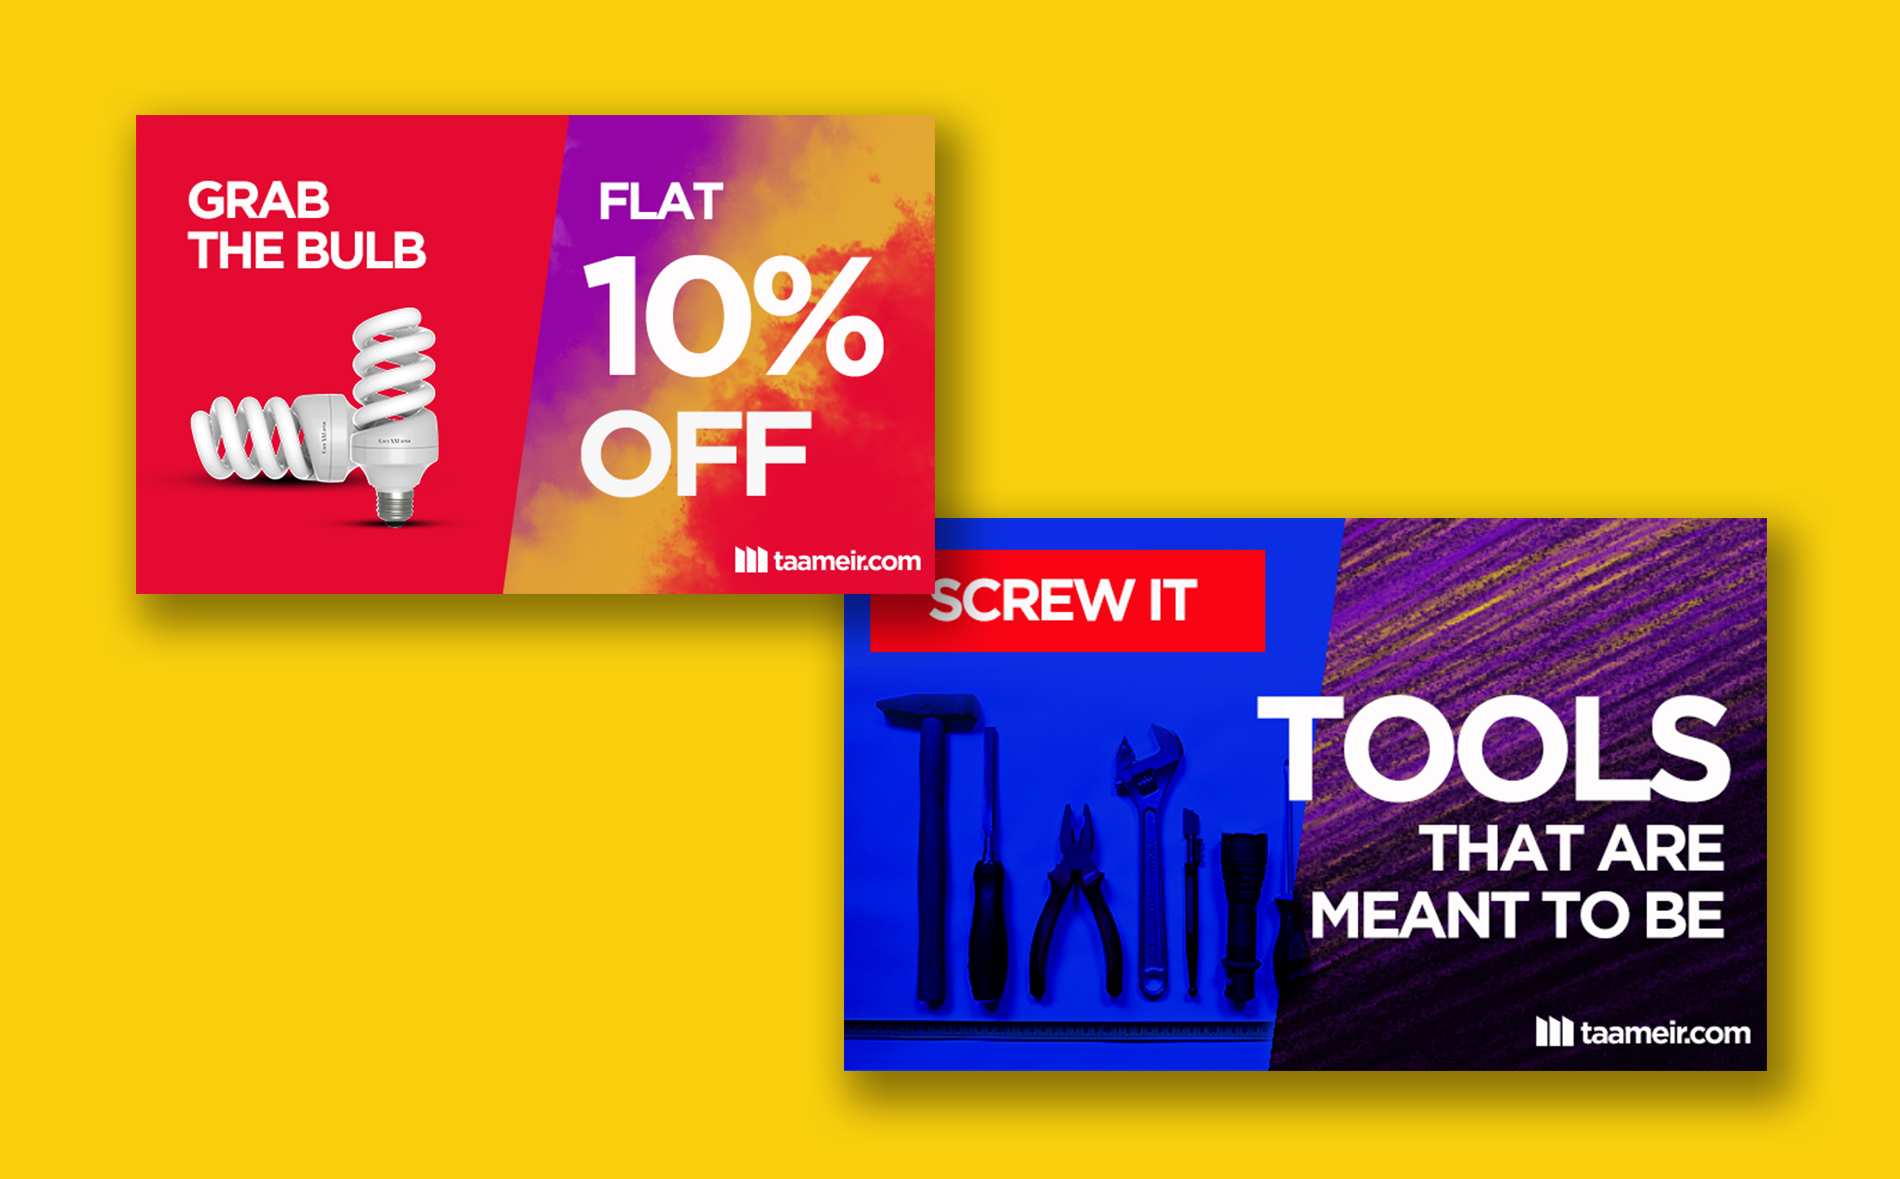 GRAB
THE BULB
FLAT
10%
OFF
taameir.com
SCREW IT
TOOLS
THAT ARE
MEANT TO BE
taameir.com